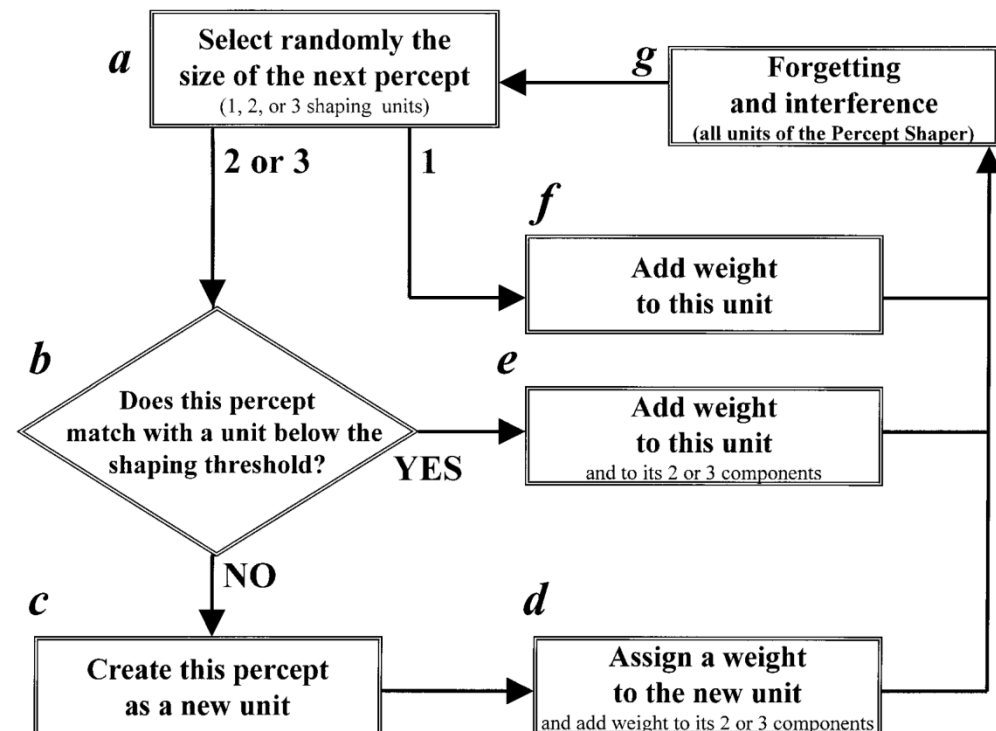 a
Select randomly the
size of the next percept
(1, 2, or 3 shaping units)
g
Forgetting
and interference
(all units of the Percept Shaper)
2 or 3
1
f
Add weight
to this unit
b
Does this percept
match with a unit below the
shaping threshold?
YES
e
Add weight
to this unit
and to its 2 or 3 components
NO
c
Create this percept
as a new unit
d
Assign a weight
to the new unit
and add weight to its 2 or 3 components